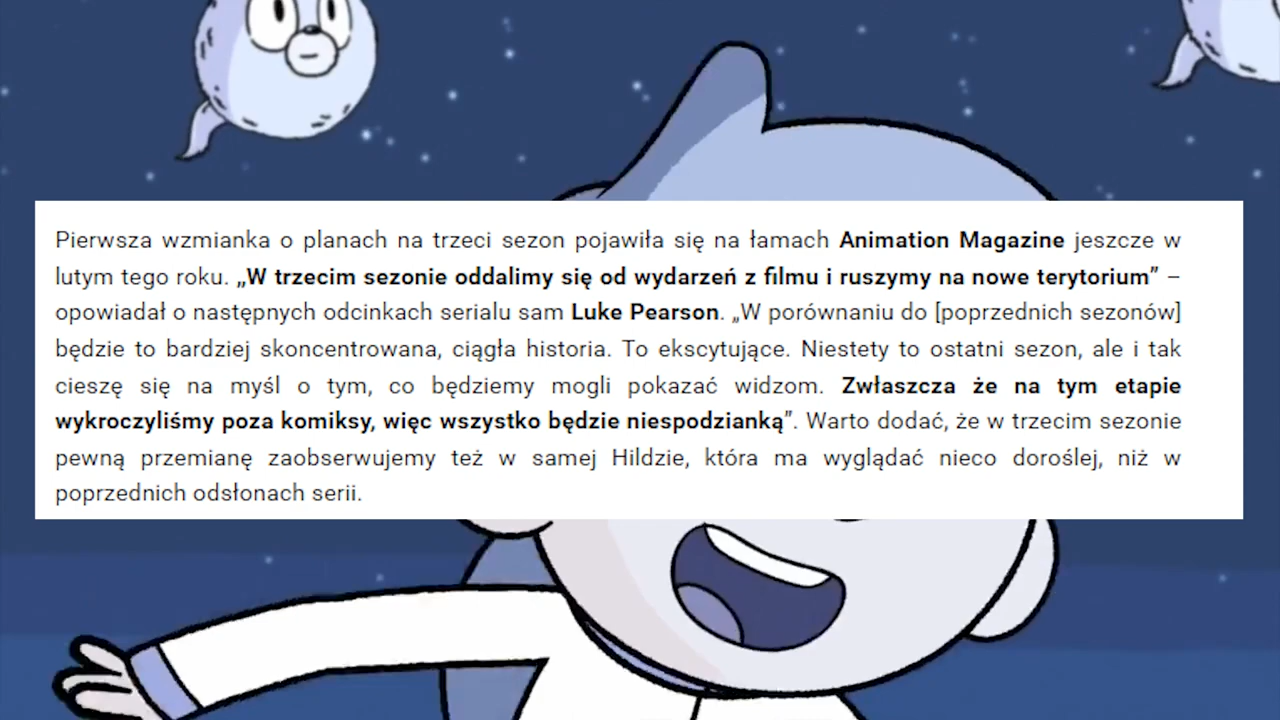 Pierwsza wzmianka o planach na trzeci sezon pojawiła się na łamach Animation Magazine jeszcze w
lutym tego roku. „W trzecim sezonie oddalimy się od wydarzeń z filmu i ruszymy na nowe terytorium” –
opowiadał o następnych odcinkach serialu sam Luke Pearson. „W porównaniu do [poprzednich sezonów]
będzie to bardziej skoncentrowana, ciągła historia. To ekscytujące. Niestety to ostatni sezon, ale i tak
cieszę się na myśl o tym, co będziemy mogli pokazać widzom. Zwłaszcza że na tym etapie
wykroczyliśmy poza komiksy, więc wszystko będzie niespodzianką”. Warto dodać, że w trzecim sezonie
pewną przemianę zaobserwujemy też w samej Hildzie, która ma wyglądać nieco doroślej, niż w
poprzednich odsłonach serii.